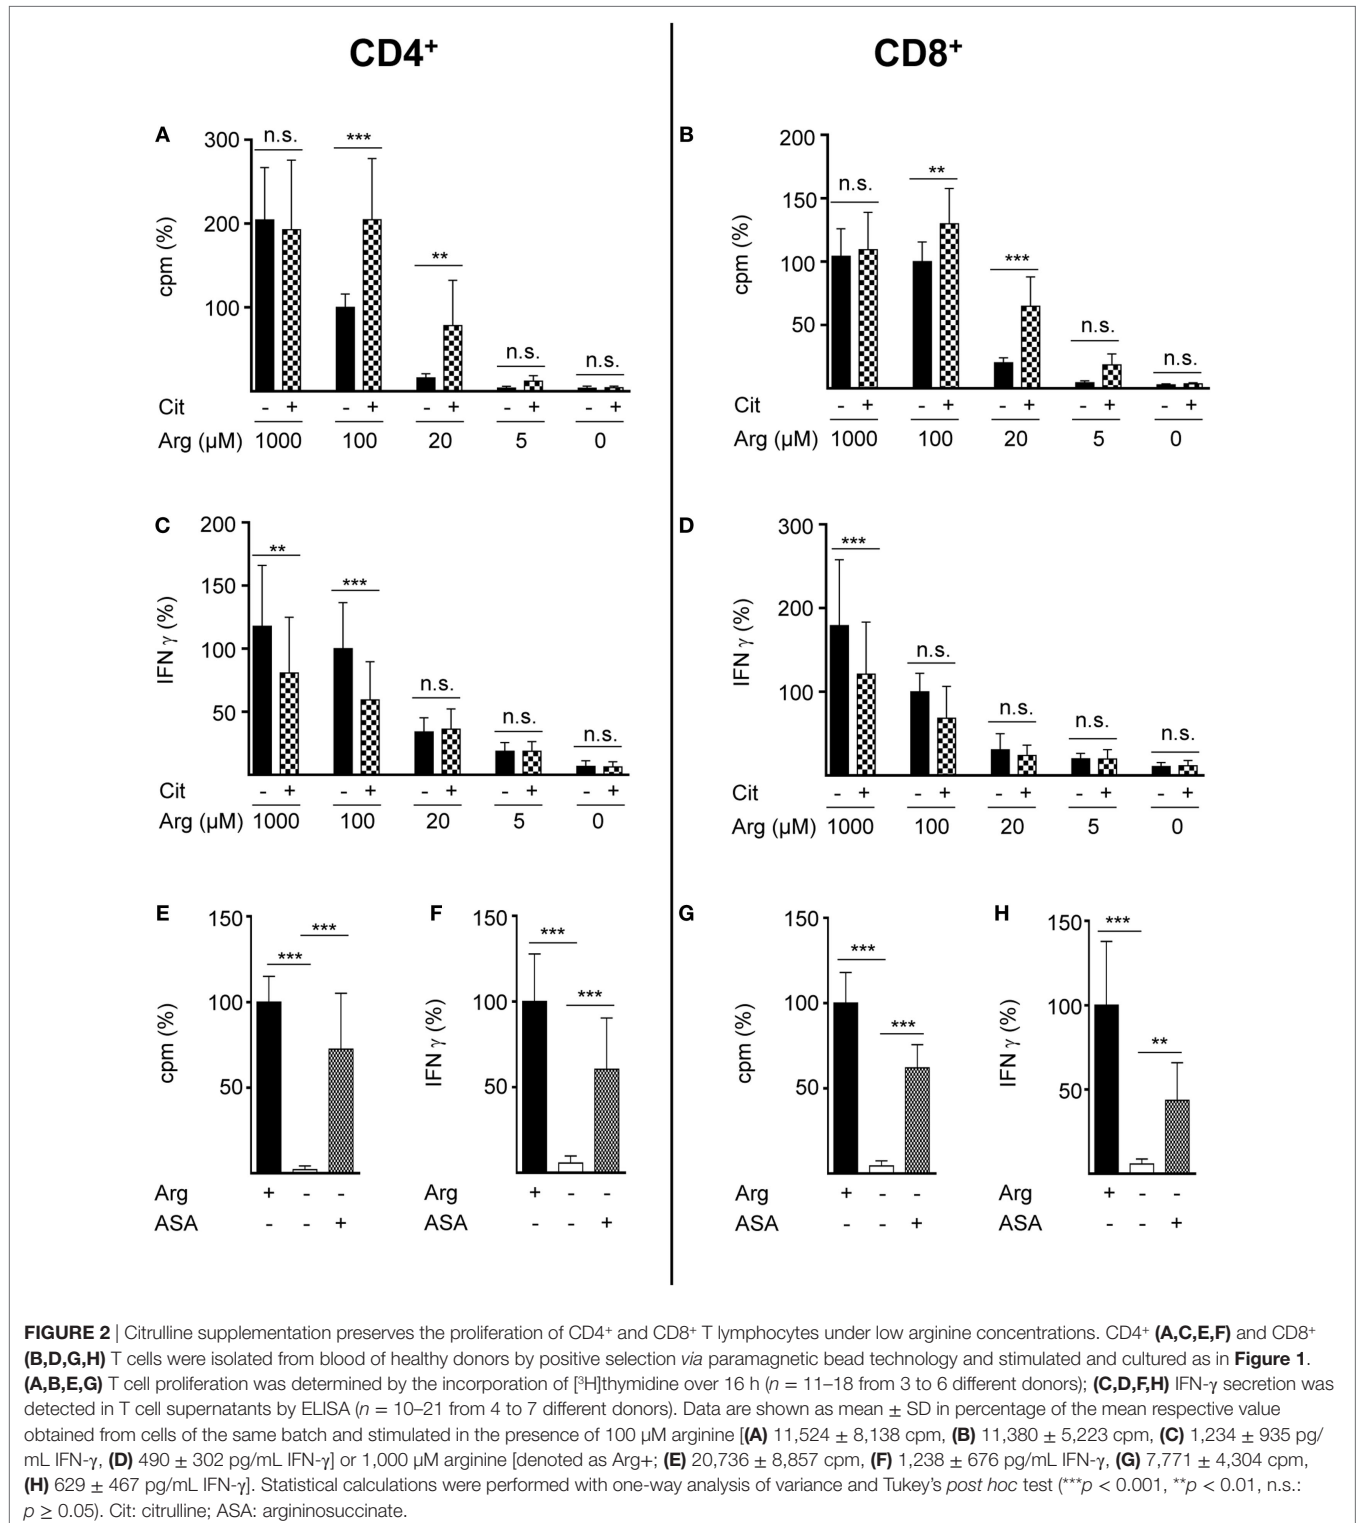 CD4+
CD8+
A
300
200
100
cpm (%)
n.s.
***
**
n.s.
n.s.
Cit - + - + - + - + - +
Arg (µM) 1000 100 20 5 0
B
200
150
100
50
cpm (%)
n.s.
**
***
n.s.
n.s.
Cit - + - + - + - + - +
Arg (µM) 1000 100 20 5 0
C
200
150
100
50
IFN γ (%)
**
***
n.s.
n.s.
n.s.
Cit - + - + - + - + - +
Arg (µM) 1000 100 20 5 0
D
300
200
100
IFN γ (%)
***
n.s.
n.s.
n.s.
n.s.
Cit - + - + - + - + - +
Arg (µM) 1000 100 20 5 0
E
150
100
50
cpm (%)
***
***
Arg + - -
ASA - - +
F
150
100
50
IFN γ (%)
***
***
Arg + - -
ASA - - +
G
150
100
50
cpm (%)
***
***
Arg + - -
ASA - - +
H
150
100
50
IFN γ (%)
***
**
Arg + - -
ASA - - +
FIGURE 2 | Citrulline supplementation preserves the proliferation of CD4+ and CD8+ T lymphocytes under low arginine concentrations. CD4+ (A,C,E,F) and CD8+
(B,D,G,H) T cells were isolated from blood of healthy donors by positive selection via paramagnetic bead technology and stimulated and cultured as in Figure 1.
(A,B,E,G) T cell proliferation was determined by the incorporation of [³H]thymidine over 16 h (n = 11–18 from 3 to 6 different donors); (C,D,F,H) IFN-γ secretion was
detected in T cell supernatants by ELISA (n = 10–21 from 4 to 7 different donors). Data are shown as mean ± SD in percentage of the mean respective value
obtained from cells of the same batch and stimulated in the presence of 100 µM arginine [(A) 11,524 ± 8,138 cpm, (B) 11,380 ± 5,223 cpm, (C) 1,234 ± 935 pg/
mL IFN-γ, (D) 490 ± 302 pg/mL IFN-γ] or 1,000 µM arginine [denoted as Arg+; (E) 20,736 ± 8,857 cpm, (F) 1,238 ± 676 pg/mL IFN-γ, (G) 7,771 ± 4,304 cpm,
(H) 629 ± 467 pg/mL IFN-γ]. Statistical calculations were performed with one-way analysis of variance and Tukey's post hoc test (***p < 0.001, **p < 0.01, n.s.:
p ≥ 0.05). Cit: citrulline; ASA: argininosuccinate.